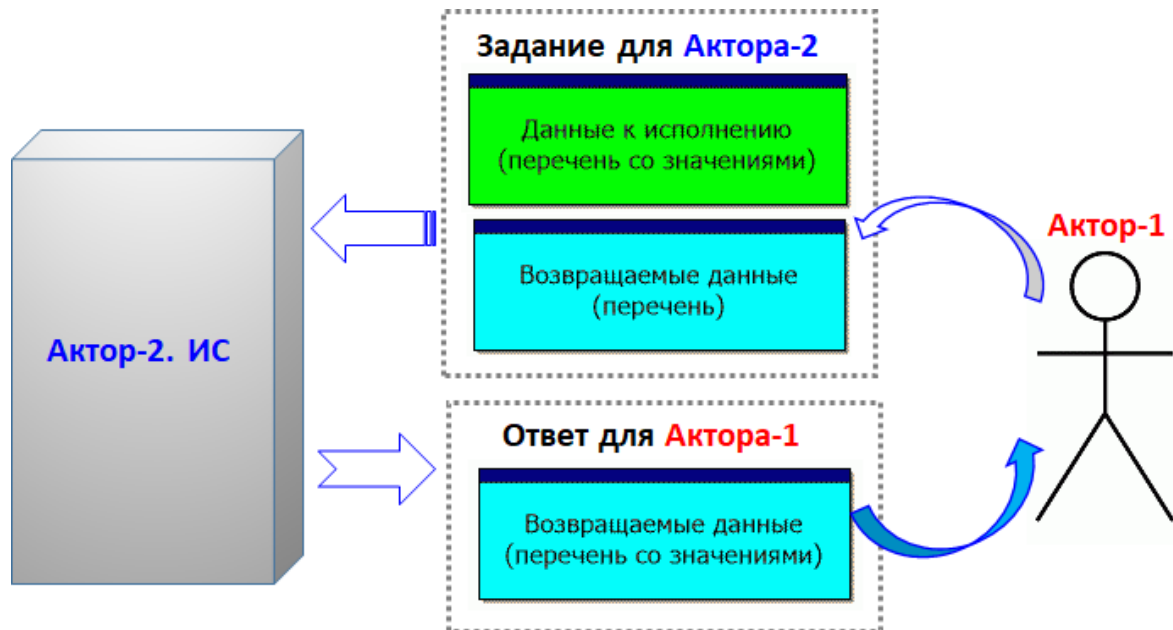 Задание для Актора-2
Данные к исполнению
(перечень со значениями)
Возвращаемые данные
(перечень)
Актор-1
Актор-2. ИС
Ответ для Актора-1
Возвращаемые данные
(перечень со значениями)